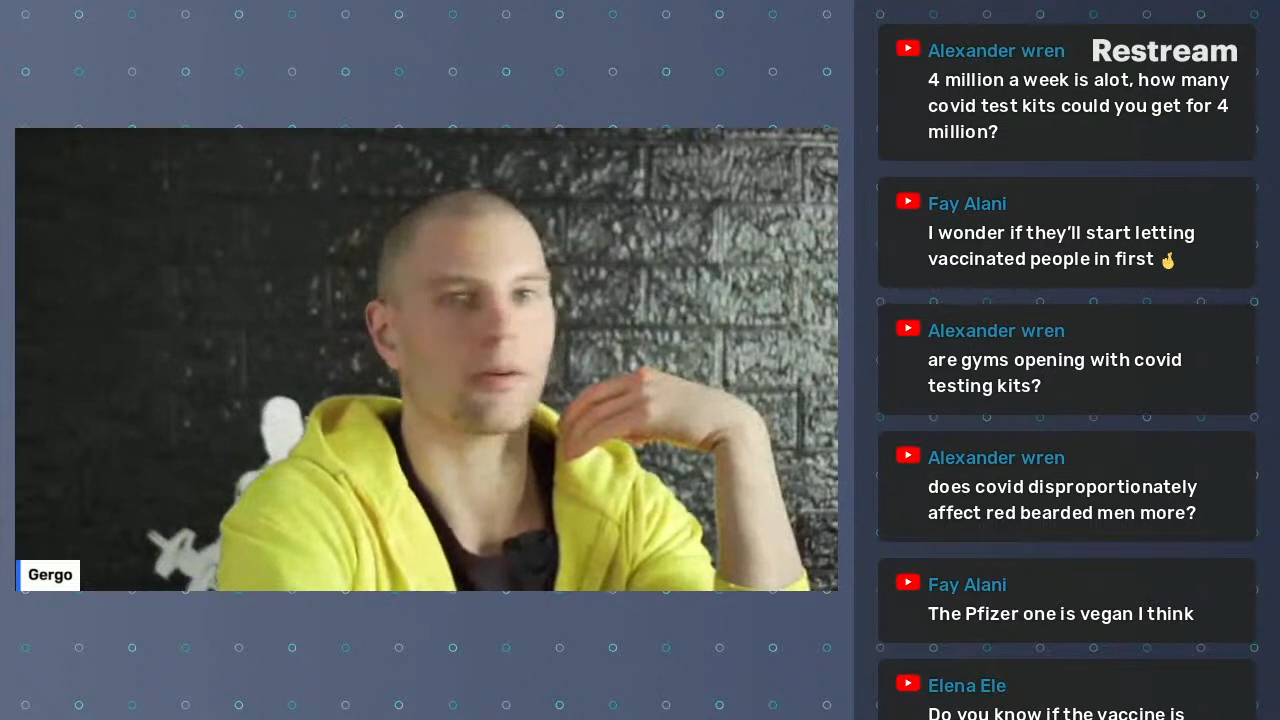 Alexander wren
Restream
4 million a week is alot, how many
covid test kits could you get for 4
million?
Fay Alani
I wonder if they’ll start letting
vaccinated people in first 🤞
Alexander wren
are gyms opening with covid
testing kits?
Alexander wren
does covid disproportionately
affect red bearded men more?
Fay Alani
The Pfizer one is vegan I think
Elena Ele
Do you know if the vaccine is
Gergo